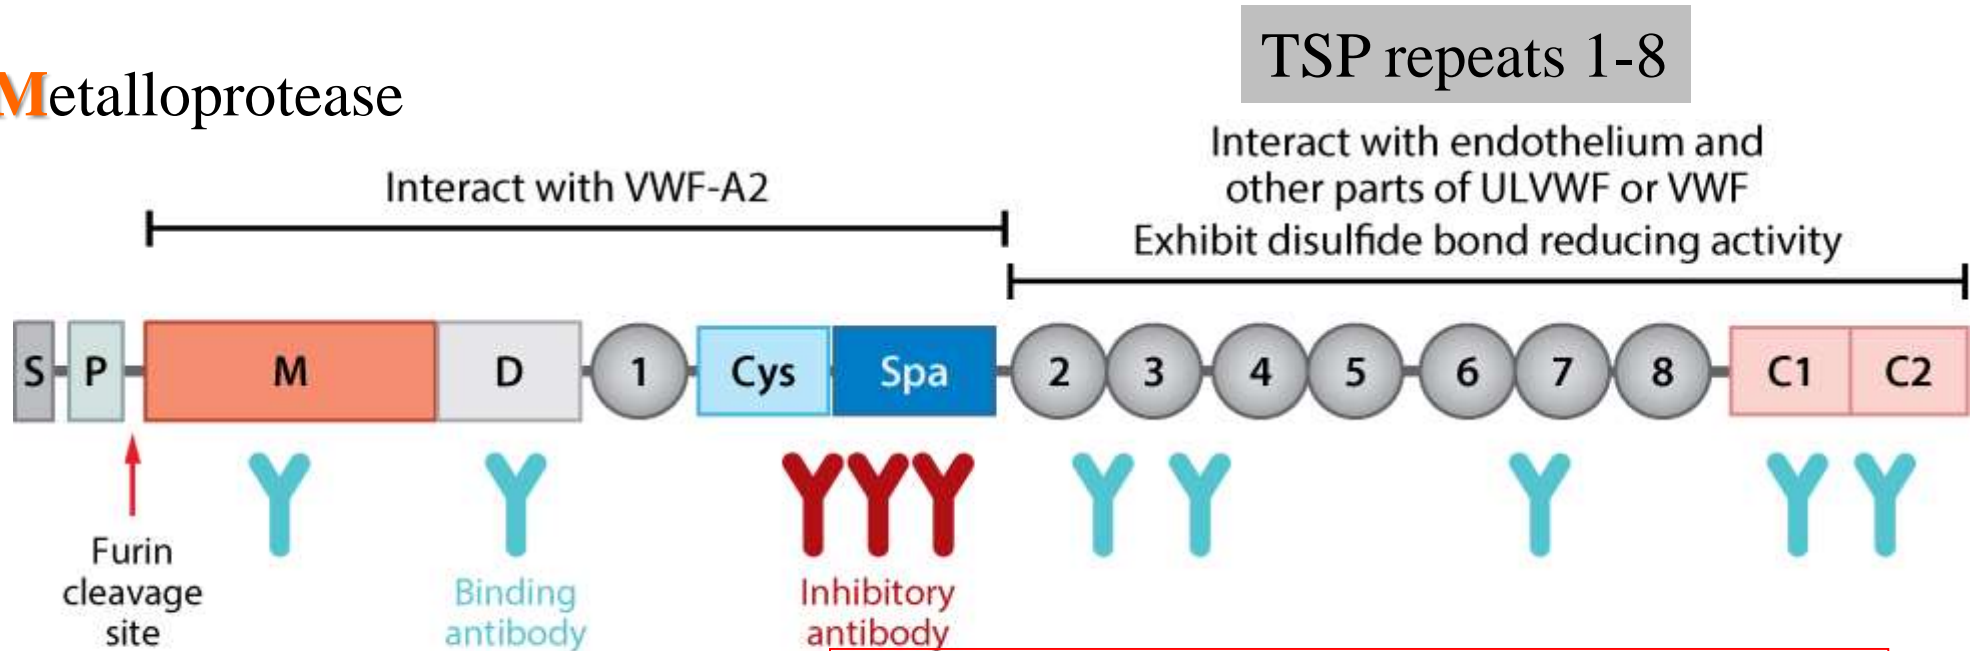 TSP repeats 1-8
Metalloprotease
Interact with VWF-A2
Interact with endothelium and
other parts of ULVWF or VWF
Exhibit disulfide bond reducing activity
S P M D 1 Cys Spa 2 3 4 5 6 7 8 C1 C2
Furin
cleavage
site
Binding
antibody
Inhibitory
antibody